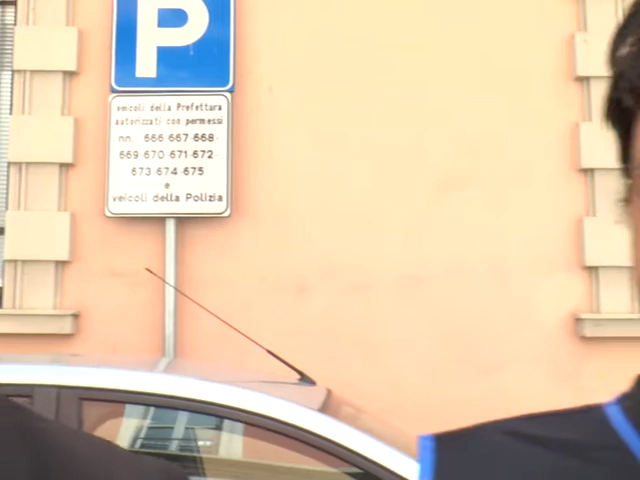 P
veicoli della Prefettura
autorizzati con permessi
nn. 666-667-668-
669-670-671-672-
673-674-675
e
veicoli della Polizia